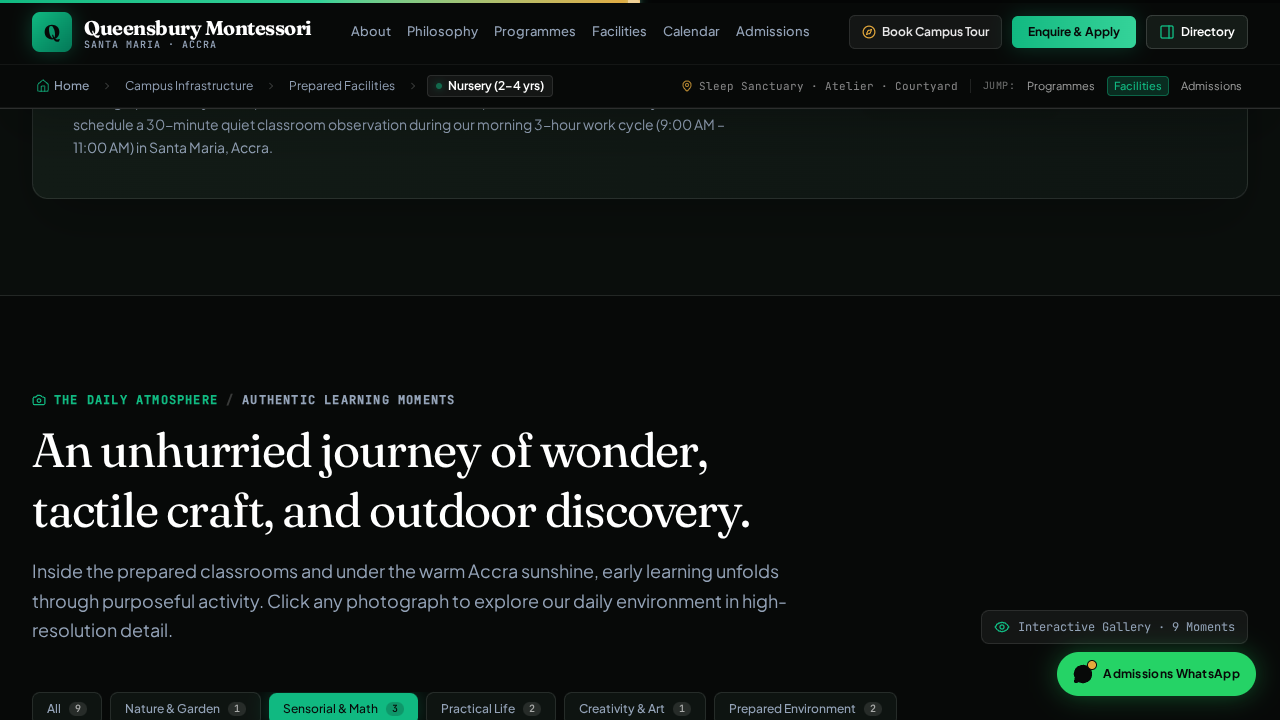 Queensbury Montessori
SANTA MARIA · ACCRA
About
Philosophy
Programmes
Facilities
Calendar
Admissions
Book Campus Tour
Enquire & Apply
Directory
Home
Campus Infrastructure
Prepared Facilities
Nursery (2–4 yrs)
Sleep Sanctuary · Atelier · Courtyard
JUMP:
Programmes
Facilities
Admissions
schedule a 30-minute quiet classroom observation during our morning 3-hour work cycle (9:00 AM –
11:00 AM) in Santa Maria, Accra.
THE DAILY ATMOSPHERE / AUTHENTIC LEARNING MOMENTS
An unhurried journey of wonder,
tactile craft, and outdoor discovery.
Inside the prepared classrooms and under the warm Accra sunshine, early learning unfolds
through purposeful activity. Click any photograph to explore our daily environment in high-
resolution detail.
Interactive Gallery · 9 Moments
Admissions WhatsApp
All 9
Nature & Garden 1
Sensorial & Math 3
Practical Life 2
Creativity & Art 1
Prepared Environment 2